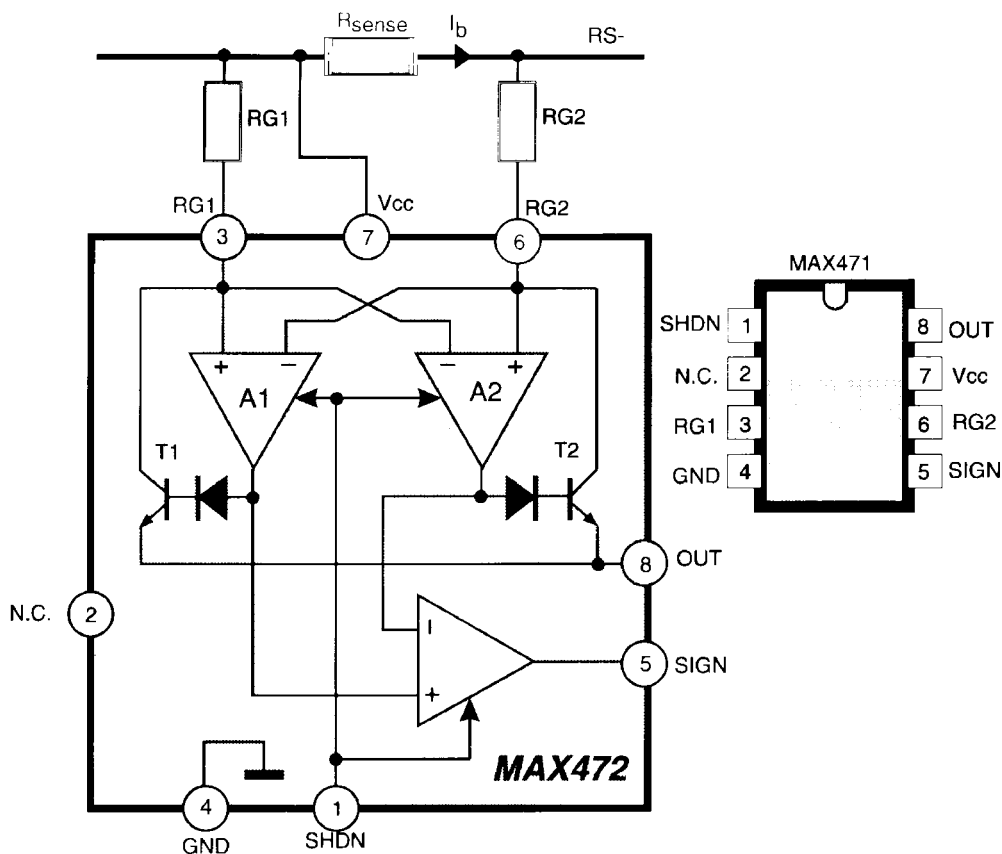 Rsense
Ib
RS-
RG1
RG2
RG1
Vcc
RG2
3
7
6
+
−
−
+
A1
A2
T1
T2
8
OUT
N.C.
2
−
+
5
SIGN
MAX472
4
GND
1
SHDN
MAX471
SHDN
1
8
OUT
N.C.
2
7
Vcc
RG1
3
6
RG2
GND
4
5
SIGN